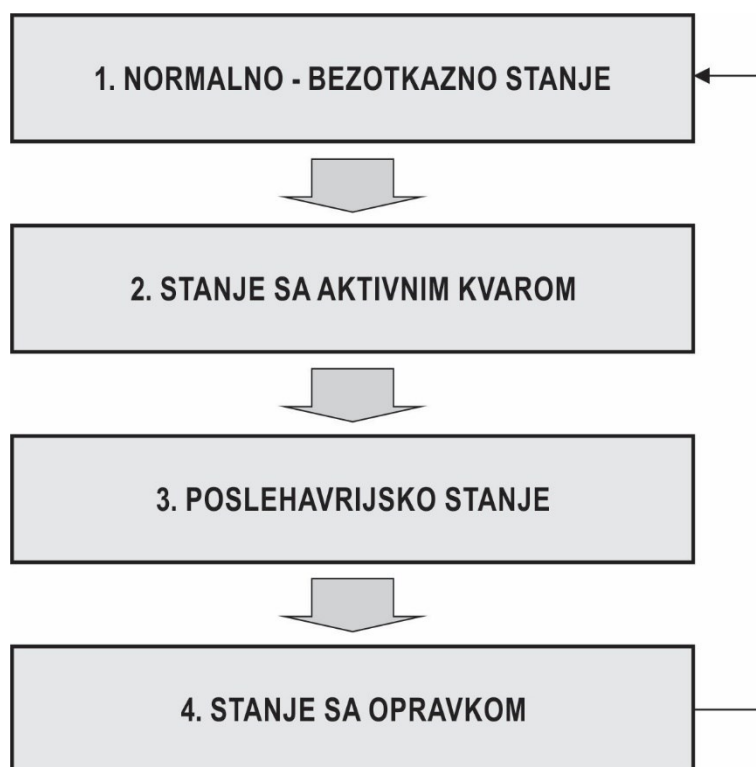 1. NORMALNO - BEZOTKAZNO STANJE
2. STANJE SA AKTIVNIM KVAROM
3. POSLEHAVRIJSKO STANJE
4. STANJE SA OPRAVKOM